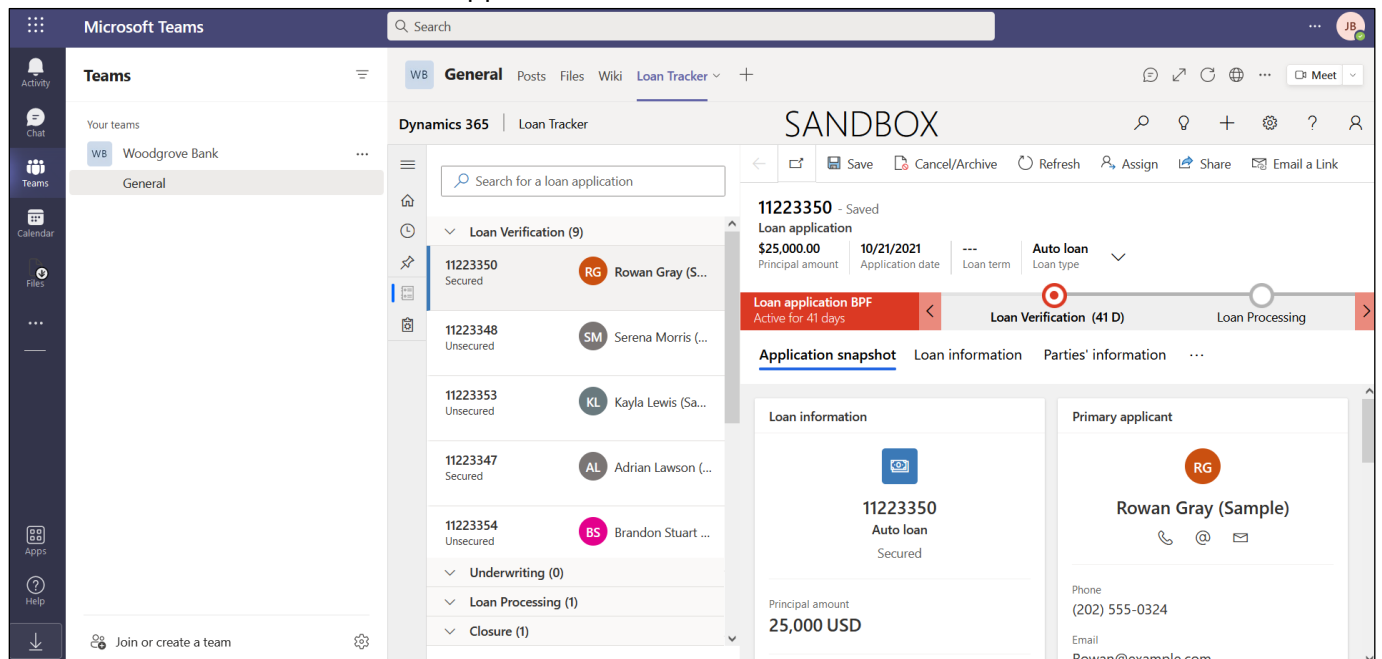 Microsoft Teams
Search
JB
Activity
Chat
Teams
Calendar
Files
Apps
Help
Teams
Your teams
WB Woodgrove Bank
General
Join or create a team
WB General Posts Files Wiki Loan Tracker
Meet
Dynamics 365 Loan Tracker
SANDBOX
Search for a loan application
Loan Verification (9)
11223350
Secured
RG Rowan Gray (S...
11223348
Unsecured
SM Serena Morris (...
11223353
Unsecured
KL Kayla Lewis (Sa...
11223347
Secured
AL Adrian Lawson (...
11223354
Unsecured
BS Brandon Stuart ...
Underwriting (0)
Loan Processing (1)
Closure (1)
Save Cancel/Archive Refresh Assign Share Email a Link
11223350 - Saved
Loan application
$25,000.00 10/21/2021 --- Auto loan
Principal amount Application date Loan term Loan type
Loan application BPF
Active for 41 days
Loan Verification (41 D) Loan Processing
Application snapshot Loan information Parties' information ...
Loan information
11223350
Auto loan
Secured
Principal amount
25,000 USD
Primary applicant
RG
Rowan Gray (Sample)
Phone
(202) 555-0324
Email
Rowan@example.com